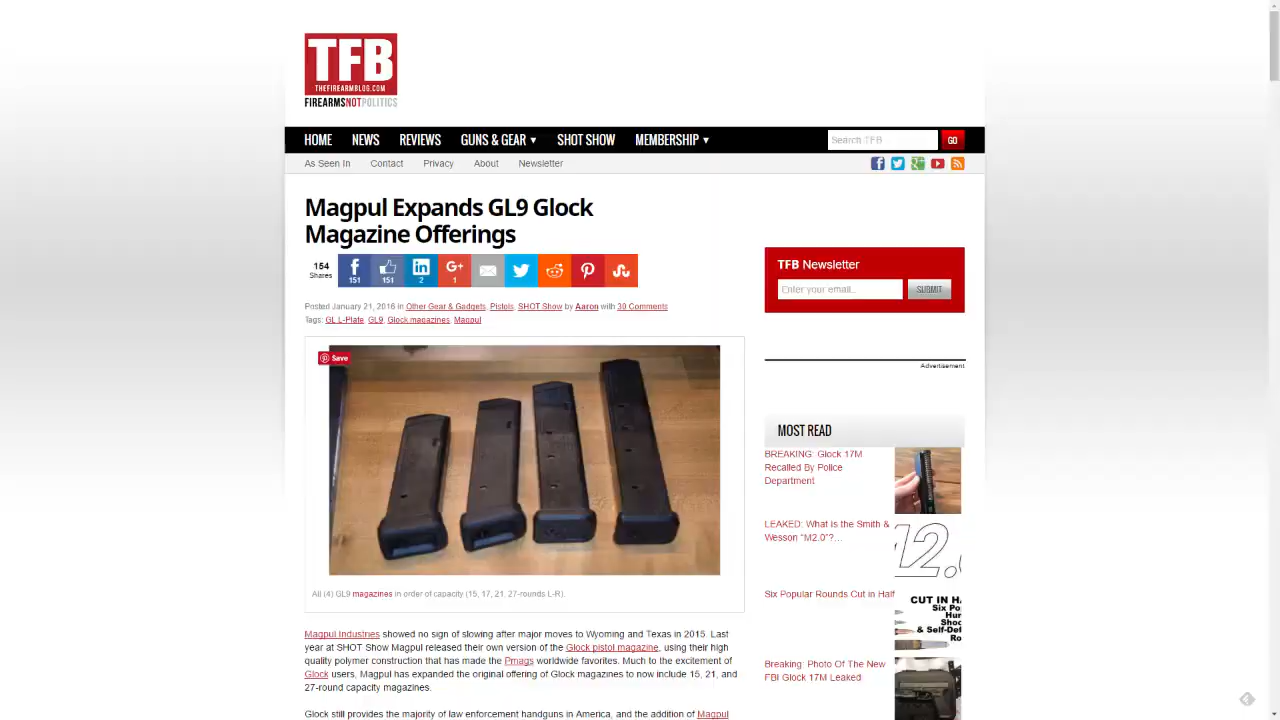 TFB
THEFIREARMBLOG.COM
FIREARMSNOTPOLITICS
HOME NEWS REVIEWS GUNS & GEAR ▼ SHOT SHOW MEMBERSHIP ▼ Search TFB GO
As Seen In Contact Privacy About Newsletter
Magpul Expands GL9 Glock
Magazine Offerings
154
Shares
151 151 2 1
Posted January 21, 2016 in Other Gear & Gadgets, Pistols, SHOT Show by Aaron with 39 Comments
Tags: GL L-Plate, GL9, Glock magazines, Magpul
Save
All (4) GL9 magazines in order of capacity (15, 17, 21, 27-rounds L-R).
Magpul Industries showed no sign of slowing after major moves to Wyoming and Texas in 2015. Last
year at SHOT Show Magpul released their own version of the Glock pistol magazine, using their high
quality polymer construction that has made the Pmags worldwide favorites. Much to the excitement of
Glock users, Magpul has expanded the original offering of Glock magazines to now include 15, 21, and
27-round capacity magazines.
Glock still provides the majority of law enforcement handguns in America, and the addition of Magpul
TFB Newsletter
Enter your email... SUBMIT
Advertisement
MOST READ
BREAKING: Glock 17M
Recalled By Police
Department
LEAKED: What Is the Smith &
Wesson “M2.0”?…
Six Popular Rounds Cut in Half
CUT IN HA
Six Po
Hun
Shoc
& Self-Def
Ro
Breaking: Photo Of The New
FBI Glock 17M Leaked